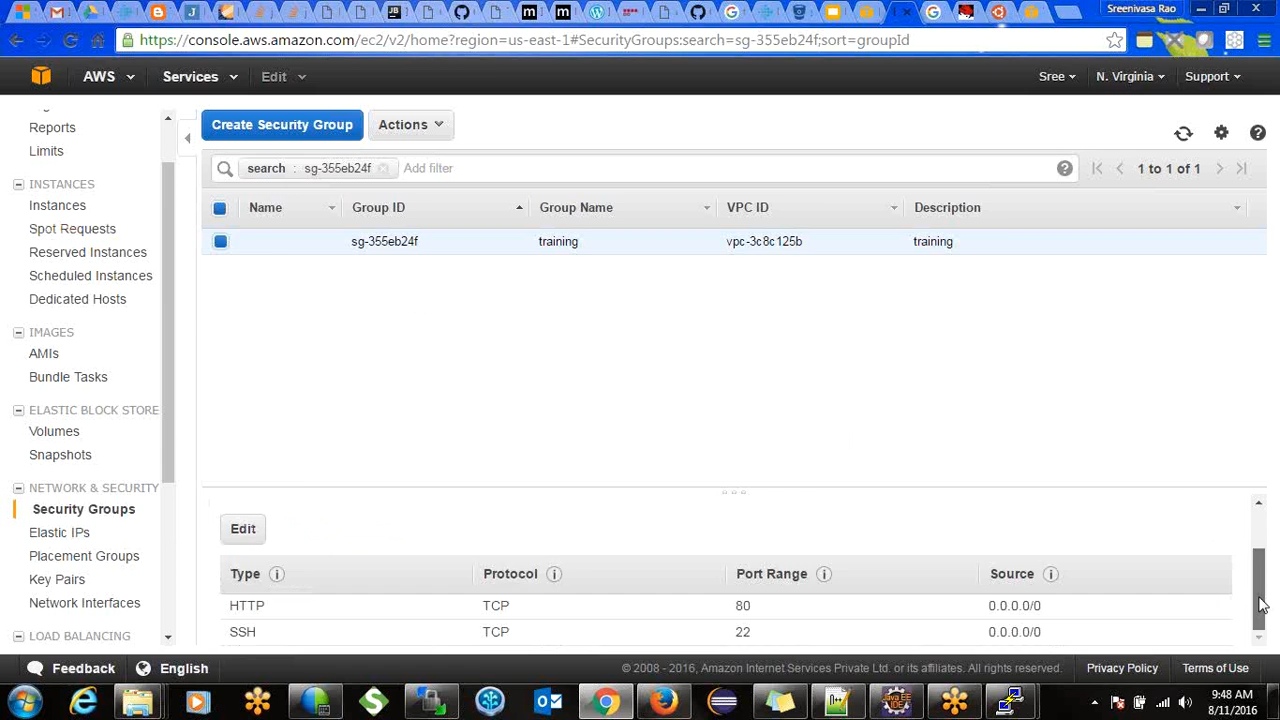 Sreenivasa Rao
https://console.aws.amazon.com/ec2/v2/home?region=us-east-1#SecurityGroups:search=sg-355eb24f;sort=groupId
AWS Services Edit Sree N. Virginia Support
Reports
Limits
INSTANCES
Instances
Spot Requests
Reserved Instances
Scheduled Instances
Dedicated Hosts
IMAGES
AMIs
Bundle Tasks
ELASTIC BLOCK STORE
Volumes
Snapshots
NETWORK & SECURITY
Security Groups
Elastic IPs
Placement Groups
Key Pairs
Network Interfaces
LOAD BALANCING
Create Security Group Actions
search : sg-355eb24f Add filter 1 to 1 of 1
Name Group ID Group Name VPC ID Description
sg-355eb24f training vpc-3c8c125b training
Edit
Type Protocol Port Range Source
HTTP TCP 80 0.0.0.0/0
SSH TCP 22 0.0.0.0/0
Feedback English © 2008 - 2016, Amazon Internet Services Private Ltd. or its affiliates. All rights reserved. Privacy Policy Terms of Use
9:48 AM
8/11/2016